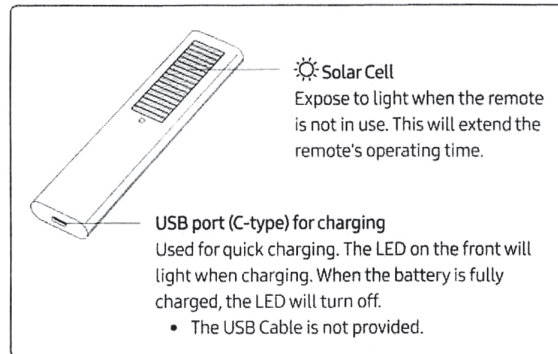 Solar Cell
Expose to light when the remote
is not in use. This will extend the
remote's operating time.
USB port (C-type) for charging
Used for quick charging. The LED on the front will
light when charging. When the battery is fully
charged, the LED will turn off.
• The USB Cable is not provided.